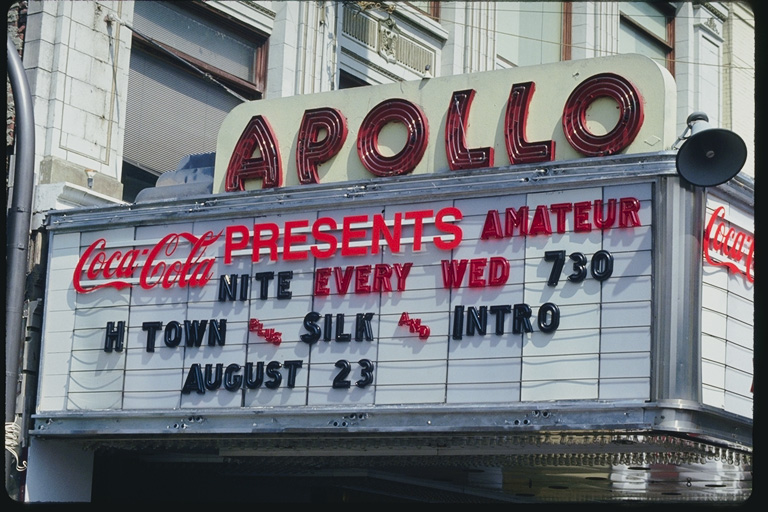 APOLLO
Coca-Cola PRESENTS AMATEUR
NITE EVERY WED 730
H TOWN PLUS SILK AND INTRO
AUGUST 23
Coca-Cola